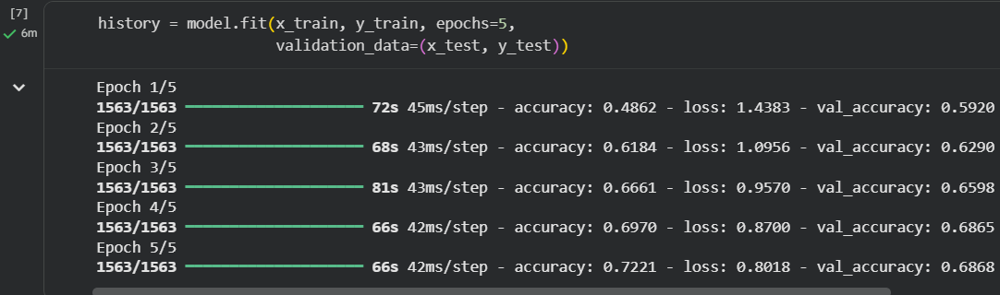 [7]
6m
history = model.fit(x_train, y_train, epochs=5,
validation_data=(x_test, y_test))
Epoch 1/5
1563/1563 72s 45ms/step - accuracy: 0.4862 - loss: 1.4383 - val_accuracy: 0.5920
Epoch 2/5
1563/1563 68s 43ms/step - accuracy: 0.6184 - loss: 1.0956 - val_accuracy: 0.6290
Epoch 3/5
1563/1563 81s 43ms/step - accuracy: 0.6661 - loss: 0.9570 - val_accuracy: 0.6598
Epoch 4/5
1563/1563 66s 42ms/step - accuracy: 0.6970 - loss: 0.8700 - val_accuracy: 0.6865
Epoch 5/5
1563/1563 66s 42ms/step - accuracy: 0.7221 - loss: 0.8018 - val_accuracy: 0.6868